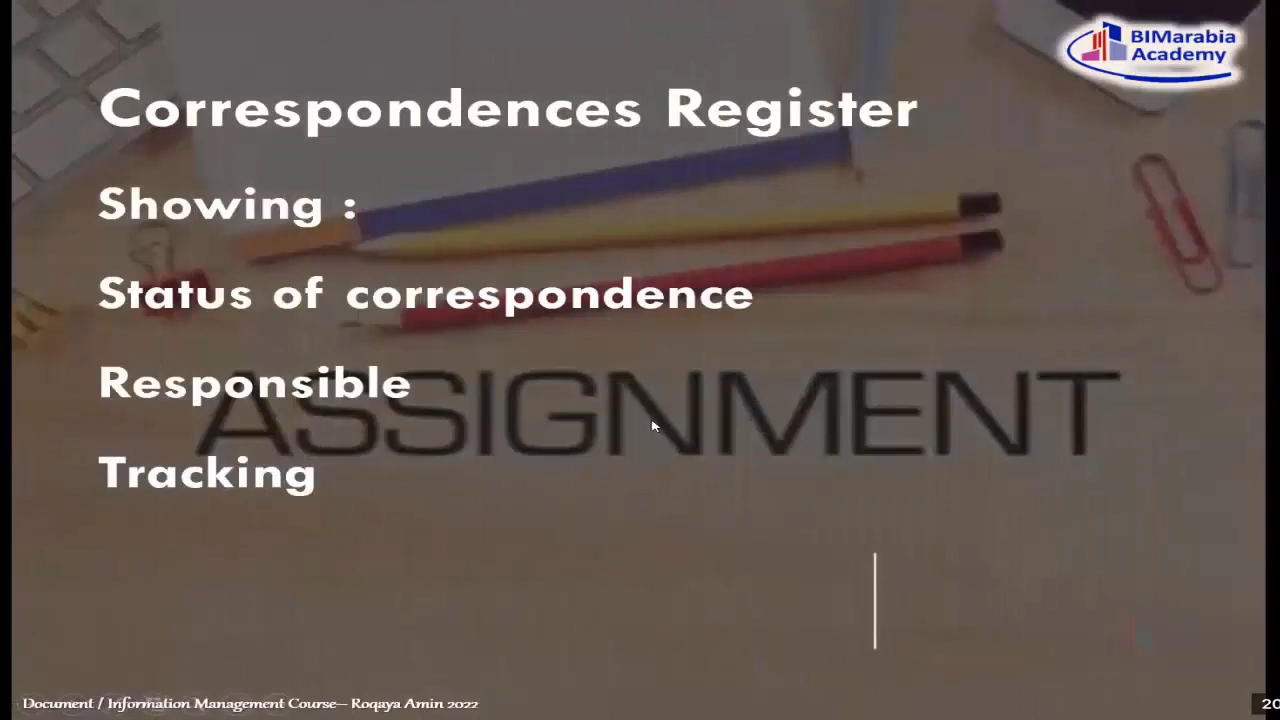 BIMarabia
Academy
Correspondences Register
Showing :
Status of correspondence
Responsible
ASSIGNMENT
Tracking
Document / Information Management Course– Roqaya Amin 2022
20